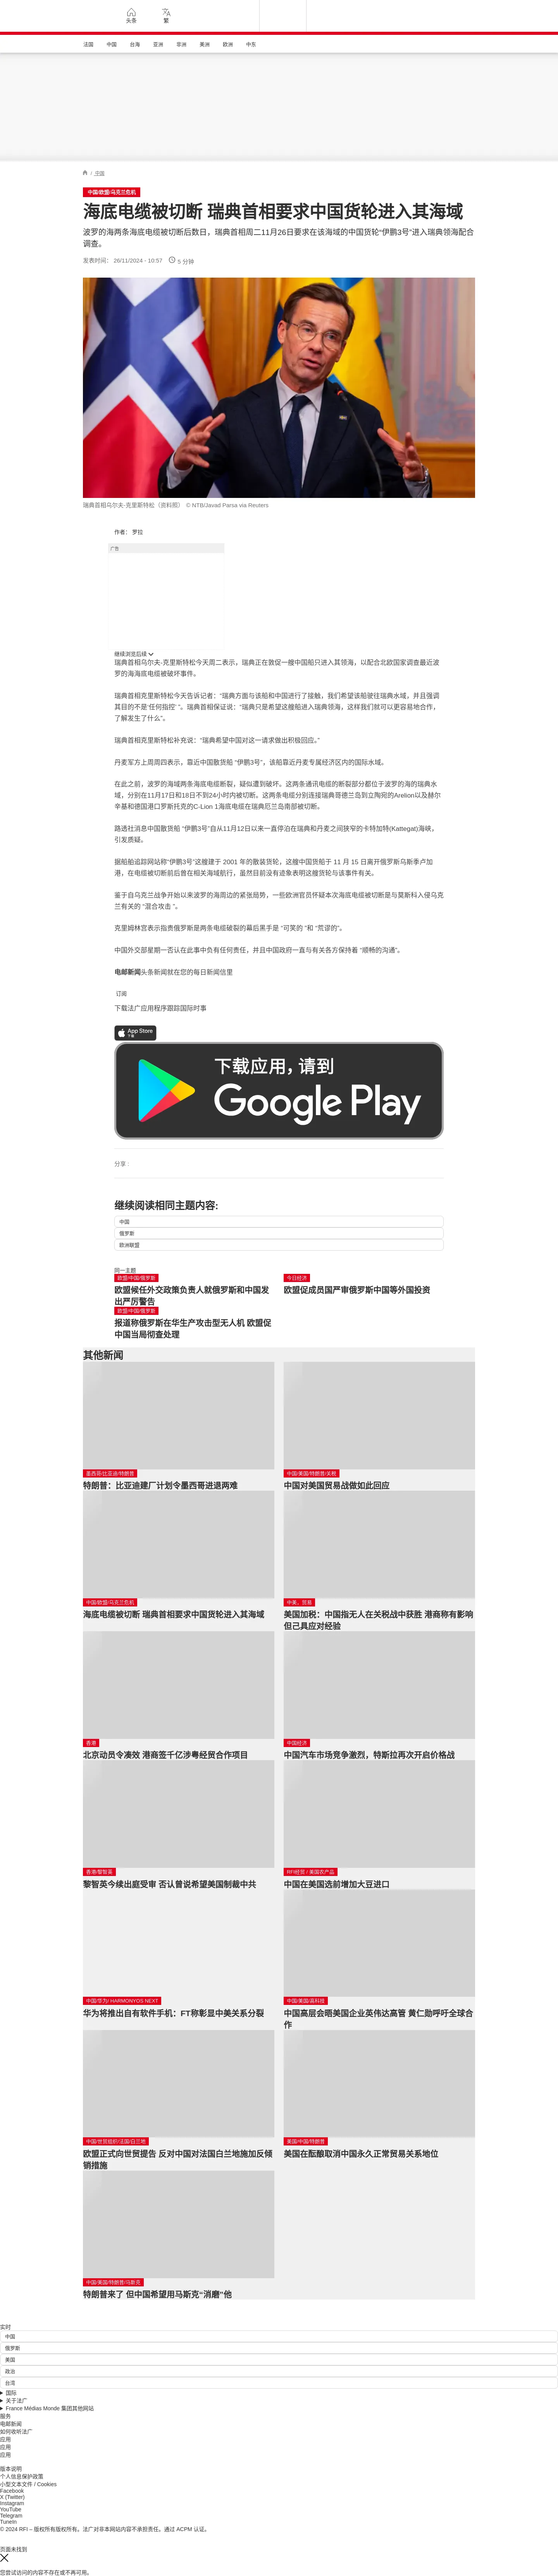 头条
繁
法国
中国
台海
亚洲
非洲
美洲
欧洲
中东
/ 中国
中国/欧盟/乌克兰危机
海底电缆被切断 瑞典首相要求中国货轮进入其海域
波罗的海两条海底电缆被切断后数日，瑞典首相周二11月26日要求在该海域的中国货轮“伊鹏3号”进入瑞典领海配合
调查。
发表时间： 26/11/2024 - 10:57
5 分钟
瑞典首相乌尔夫-克里斯特松（资料照） © NTB/Javad Parsa via Reuters
作者： 罗拉
广告
继续浏览后续
瑞典首相乌尔夫-克里斯特松今天周二表示，瑞典正在敦促一艘中国船只进入其领海，以配合北欧国家调查最近波
罗的海海底电缆被破坏事件。
瑞典首相克里斯特松今天告诉记者：“瑞典方面与该船和中国进行了接触，我们希望该船驶往瑞典水域，并且强调
其目的不是‘任何指控’ ”。瑞典首相保证说：“瑞典只是希望这艘船进入瑞典领海，这样我们就可以更容易地合作，
了解发生了什么”。
瑞典首相克里斯特松补充说：“瑞典希望中国对这一请求做出积极回应。”
丹麦军方上周周四表示，靠近中国散货船 “伊鹏3号”，该船靠近丹麦专属经济区内的国际水域。
在此之前，波罗的海域两条海底电缆断裂，疑似遭到破坏。这两条通讯电缆的断裂部分都位于波罗的海的瑞典水
域，分别在11月17日和18日不到24小时内被切断。这两条电缆分别连接瑞典哥德兰岛到立陶宛的Arelion以及赫尔
辛基和德国港口罗斯托克的C-Lion 1海底电缆在瑞典厄兰岛南部被切断。
路透社消息中国散货船 “伊鹏3号”自从11月12日以来一直停泊在瑞典和丹麦之间狭窄的卡特加特(Kattegat)海峡，
引发质疑。
据船舶追踪网站称“伊鹏3号”这艘建于 2001 年的散装货轮，这艘中国货船于 11 月 15 日离开俄罗斯乌斯季卢加
港，在电缆被切断前后曾在相关海域航行，虽然目前没有迹象表明这艘货轮与该事件有关。
鉴于自乌克兰战争开始以来波罗的海周边的紧张局势，一些欧洲官员怀疑本次海底电缆被切断是与莫斯科入侵乌克
兰有关的 “混合攻击 ”。
克里姆林宫表示指责俄罗斯是两条电缆破裂的幕后黑手是 “可笑的 ”和 “荒谬的”。
中国外交部星期一否认在此事中负有任何责任，并且中国政府一直与有关各方保持着 “顺畅的沟通”。
电邮新闻头条新闻就在您的每日新闻信里
订阅
下载法广应用程序跟踪国际时事
App Store
下载
下载应用，请到
Google Play
分享 :
继续阅读相同主题内容:
中国
俄罗斯
欧洲联盟
同一主题
欧盟/中国/俄罗斯
欧盟候任外交政策负责人就俄罗斯和中国发
出严厉警告
今日经济
欧盟促成员国严审俄罗斯中国等外国投资
欧盟/中国/俄罗斯
报道称俄罗斯在华生产攻击型无人机 欧盟促
中国当局彻查处理
其他新闻
墨西哥/比亚迪/特朗普
特朗普：比亚迪建厂计划令墨西哥进退两难
中国/美国/特朗普/关税
中国对美国贸易战做如此回应
中国/欧盟/乌克兰危机
海底电缆被切断 瑞典首相要求中国货轮进入其海域
中美、贸易
美国加税：中国指无人在关税战中获胜 港商称有影响
但己具应对经验
香港
北京动员令凑效 港商签千亿涉粤经贸合作项目
中国经济
中国汽车市场竞争激烈，特斯拉再次开启价格战
香港/黎智英
黎智英今续出庭受审 否认曾说希望美国制裁中共
RFI经贸 / 美国农产品
中国在美国选前增加大豆进口
中国/华为/ HARMONYOS NEXT
华为将推出自有软件手机：FT称彰显中美关系分裂
中国/美国/高科技
中国高层会晤美国企业英伟达高管 黄仁勋呼吁全球合
作
中国/世贸组织/法国/白兰地
欧盟正式向世贸提告 反对中国对法国白兰地施加反倾
销措施
美国/中国/特朗普
美国在酝酿取消中国永久正常贸易关系地位
中国/美国/特朗普/马斯克
特朗普来了 但中国希望用马斯克“消磨”他
实时
中国
俄罗斯
美国
政治
台湾
国际
关于法广
France Médias Monde 集团其他网站
服务
电邮新闻
如何收听法广
应用
应用
应用
版本说明
个人信息保护政策
小型文本文件 / Cookies
Facebook
X (Twitter)
Instagram
YouTube
Telegram
TuneIn
© 2024 RFI – 版权所有版权所有。法广对非本网站内容不承担责任。通过 ACPM 认证。
页面未找到
您尝试访问的内容不存在或不再可用。